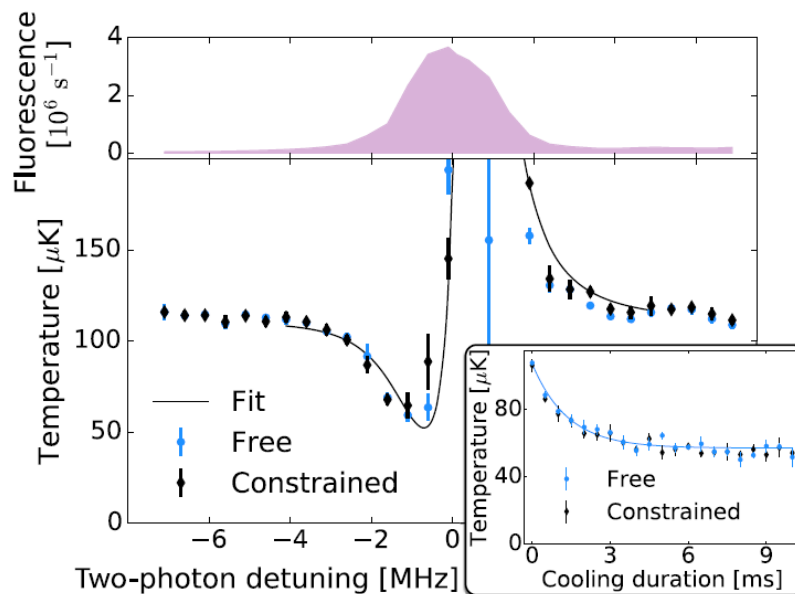 Fluorescence
[10⁶ s⁻¹]
4
2
0
Temperature [μK]
150
100
50
0
Fit
Free
Constrained
−6
−4
−2
0
Two-photon detuning [MHz]
Temperature [μK]
80
40
0
Free
Constrained
0
3
6
9
Cooling duration [ms]